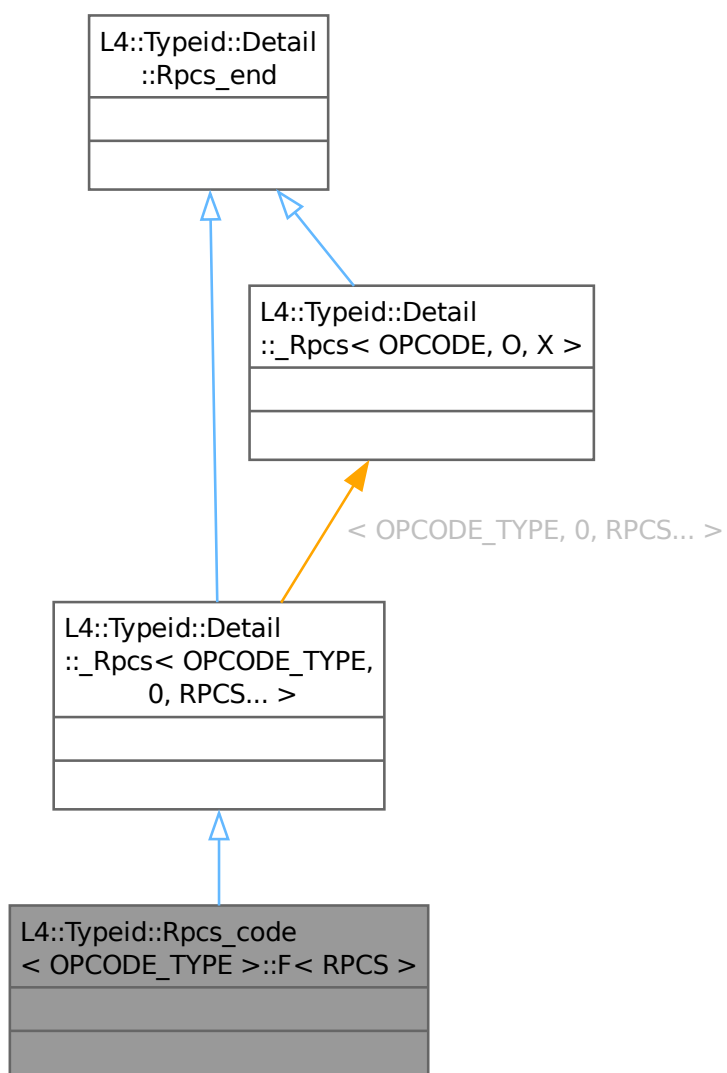 L4::Typeid::Detail
::Rpcs_end
L4::Typeid::Detail
::_Rpcs< OPCODE, O, X >
< OPCODE_TYPE, 0, RPCS... >
L4::Typeid::Detail
::_Rpcs< OPCODE_TYPE,
0, RPCS... >
L4::Typeid::Rpcs_code
< OPCODE_TYPE >::F< RPCS >